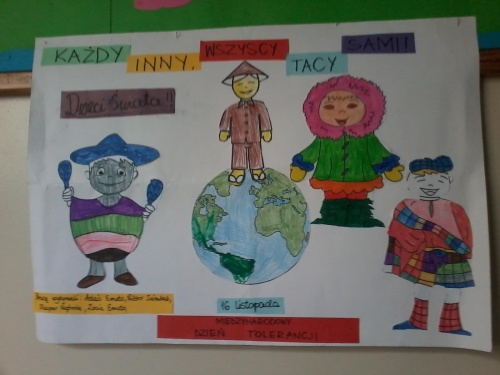 KAŻDY INNY, WSZYSCY TACY SAMI!
Dzieci Świata!!
16 listopada
MIĘDZYNARODOWY
DZIEŃ TOLERANCJI